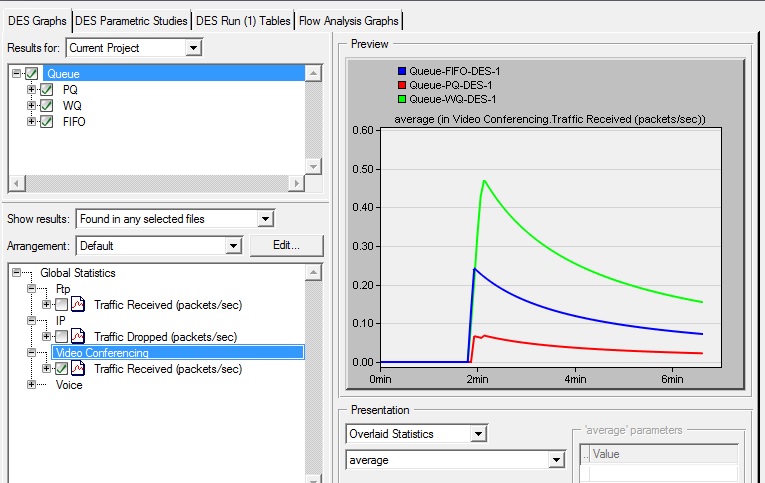 DES Graphs DES Parametric Studies DES Run (1) Tables Flow Analysis Graphs
Results for: Current Project
Queue
PQ
WQ
FIFO
Show results: Found in any selected files
Arrangement: Default Edit...
Global Statistics
Ftp
Traffic Received (packets/sec)
IP
Traffic Dropped (packets/sec)
Video Conferencing
Traffic Received (packets/sec)
Voice
Preview
Queue-FIFO-DES-1
Queue-PQ-DES-1
Queue-WQ-DES-1
average (in Video Conferencing.Traffic Received (packets/sec))
0.60
0.50
0.40
0.30
0.20
0.10
0.00
0min 2min 4min 6min
Presentation
Overlaid Statistics
average
'average' parameters
.. Value